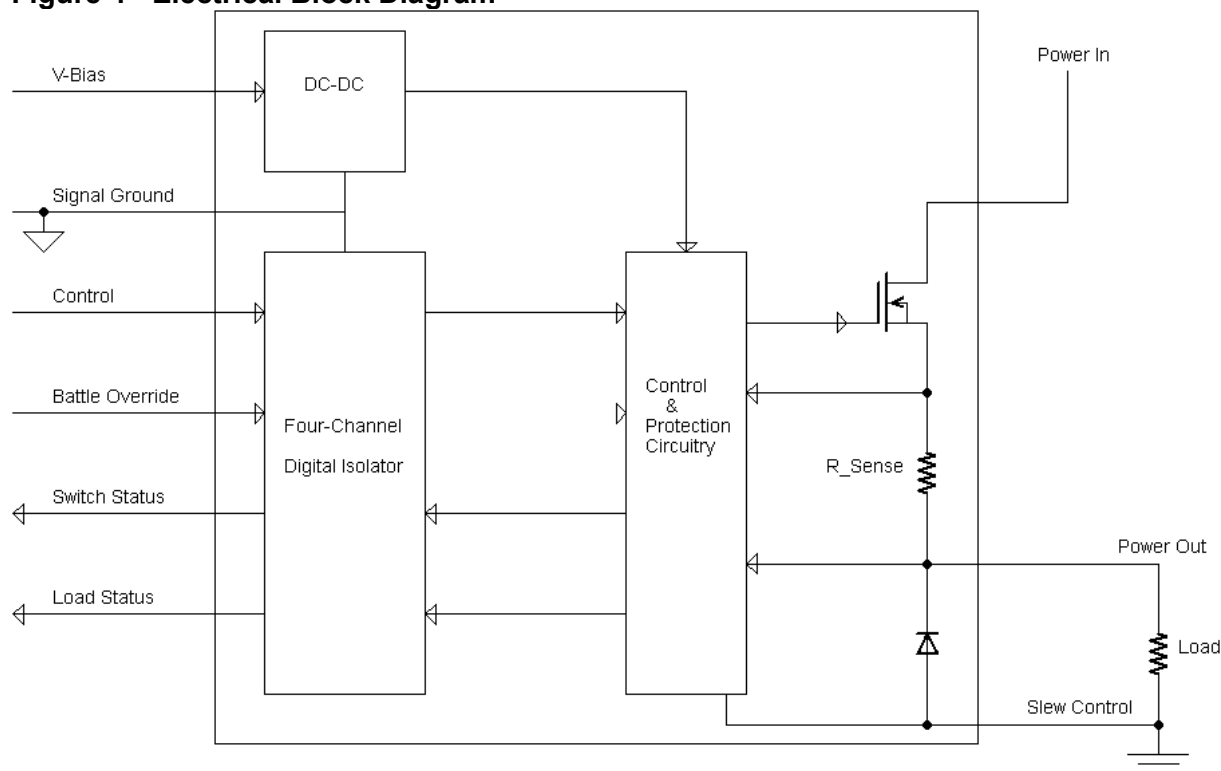 Figure 4 - Electrical Block Diagram
Power In
V-Bias
DC-DC
Signal Ground
Control
Battle Override
Four-Channel
Digital Isolator
Control
&
Protection
Circuitry
R_Sense
Switch Status
Power Out
Load Status
Load
Slew Control